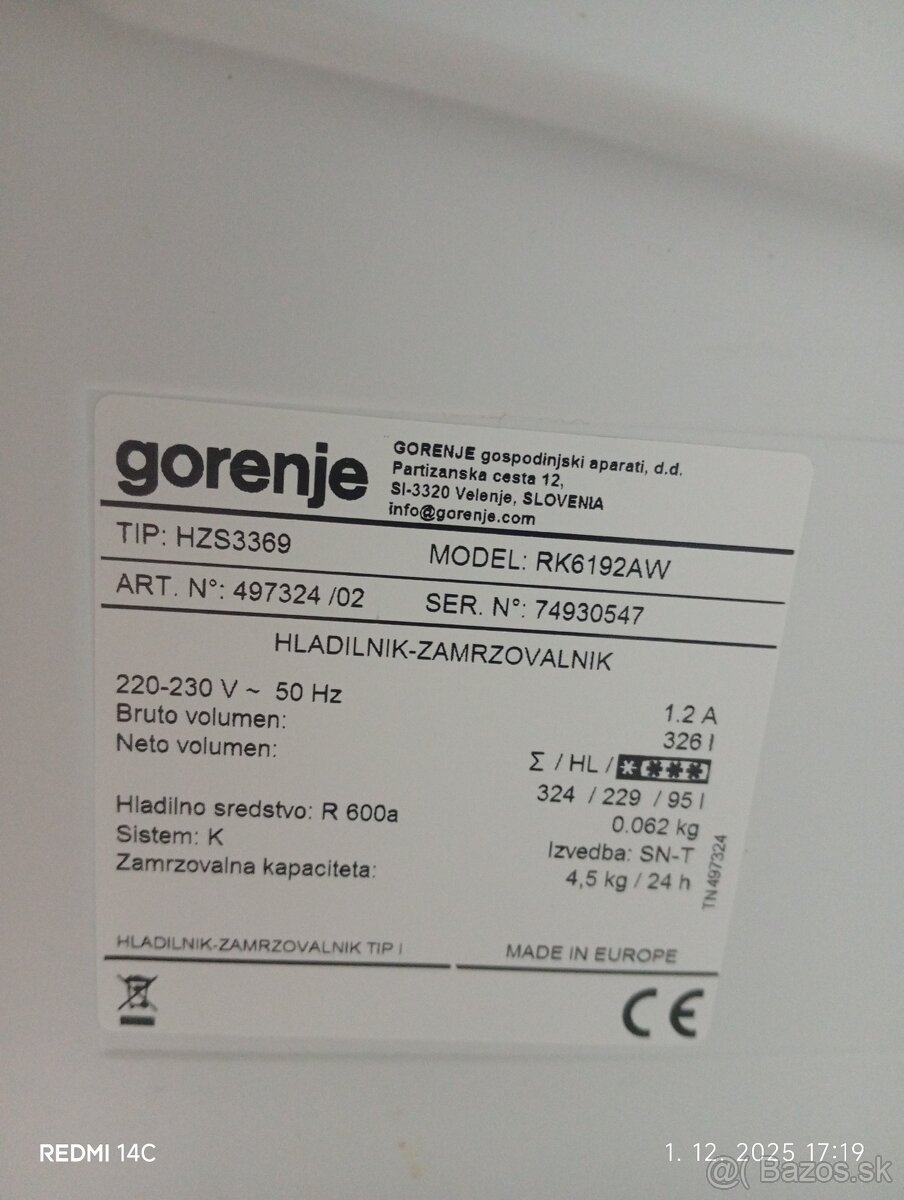 gorenje
GORENJE gospodinjski aparati, d.d.
Partizanska cesta 12,
SI-3320 Velenje, SLOVENIA
info@gorenje.com
TIP: HZS3369 MODEL: RK6192AW
ART. N°: 497324 /02 SER. N°: 74930547
HLADILNIK-ZAMRZOVALNIK
220-230 V ~ 50 Hz 1.2 A
Bruto volumen: 326 l
Neto volumen: Σ / HL / ****
324 / 229 / 95 l
Hladilno sredstvo: R 600a 0.062 kg
Sistem: K Izvedba: SN-T
Zamrzovalna kapaciteta: 4,5 kg / 24 h
TN497324
HLADILNIK-ZAMRZOVALNIK TIP I MADE IN EUROPE
CE
REDMI 14C 1. 12. 2025 17:19
@( Bazos.sk